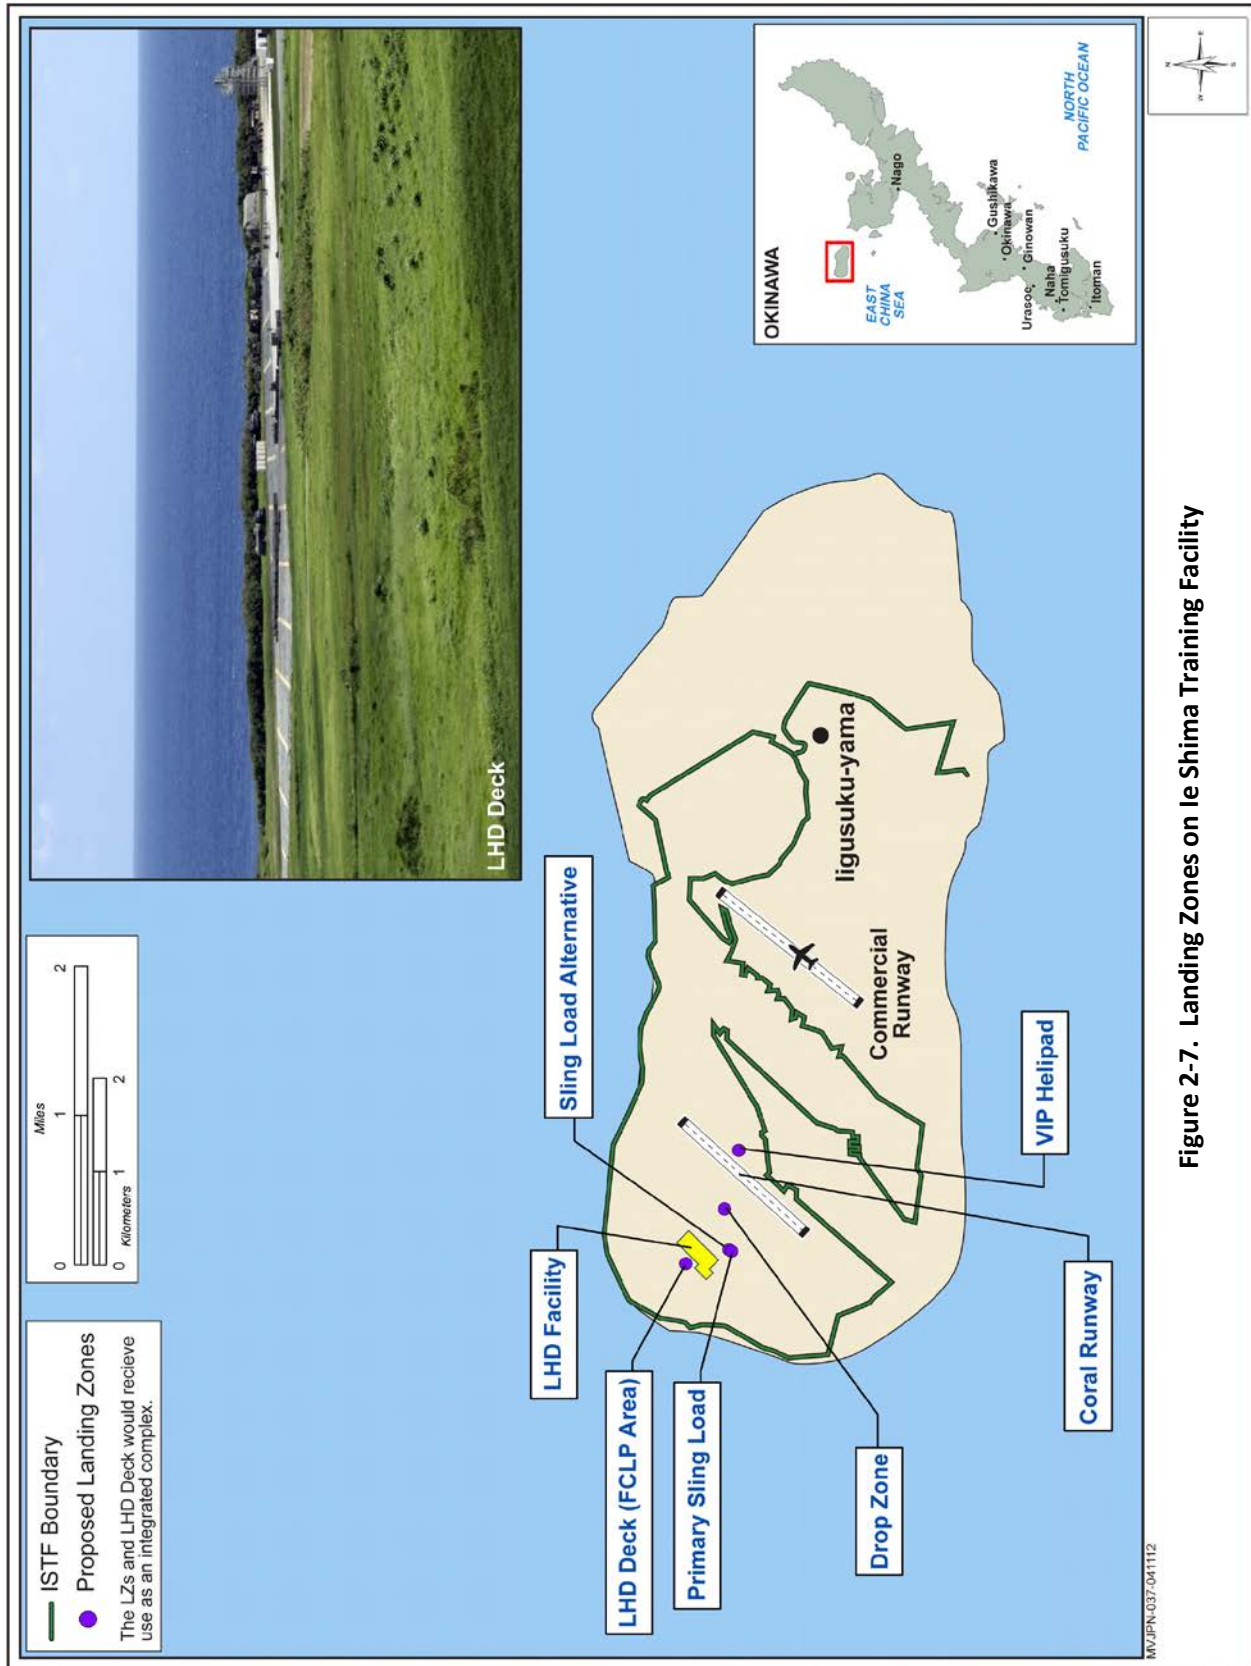 ISTF Boundary
Proposed Landing Zones
The LZs and LHD Deck would recieve
use as an integrated complex.
Miles
0 1 2
0 1 2
Kilometers
LHD Deck
LHD Facility
Sling Load Alternative
LHD Deck (FCLP Area)
Primary Sling Load
Drop Zone
Coral Runway
VIP Helipad
Commercial
Runway
Iigusuku-yama
OKINAWA
EAST
CHINA
SEA
NORTH
PACIFIC OCEAN
Nago
Gushikawa
Okinawa
Ginowan
Urasoe
Naha
Tomigusuku
Itoman
N
W
E
S
MVJPN-037-041112
Figure 2-7. Landing Zones on Ie Shima Training Facility